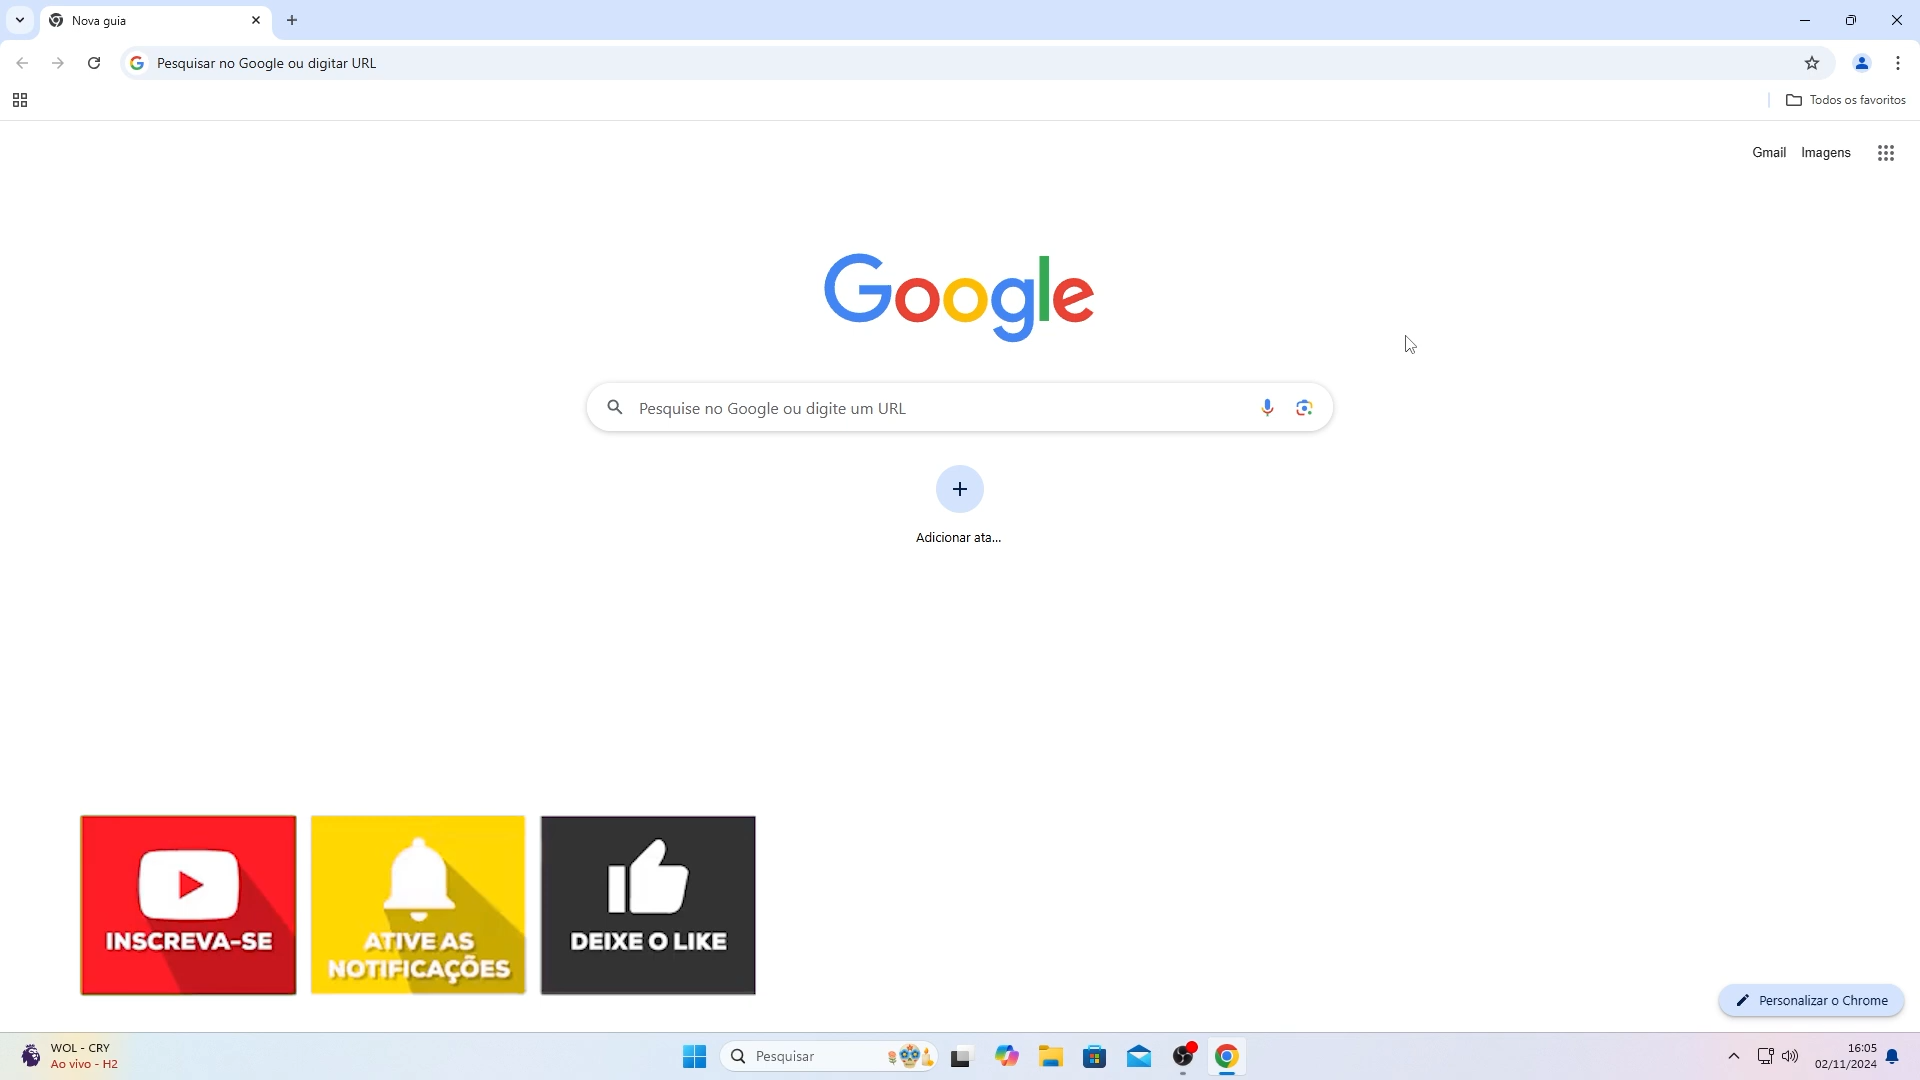 Nova guia
Pesquisar no Google ou digitar URL
Todos os favoritos
Gmail Imagens
Google
Pesquise no Google ou digite um URL
Adicionar ata...
INSCREVA-SE
ATIVE AS
NOTIFICAÇÕES
DEIXE O LIKE
Personalizar o Chrome
WOL - CRY
Ao vivo - H2
Pesquisar
16:05
02/11/2024